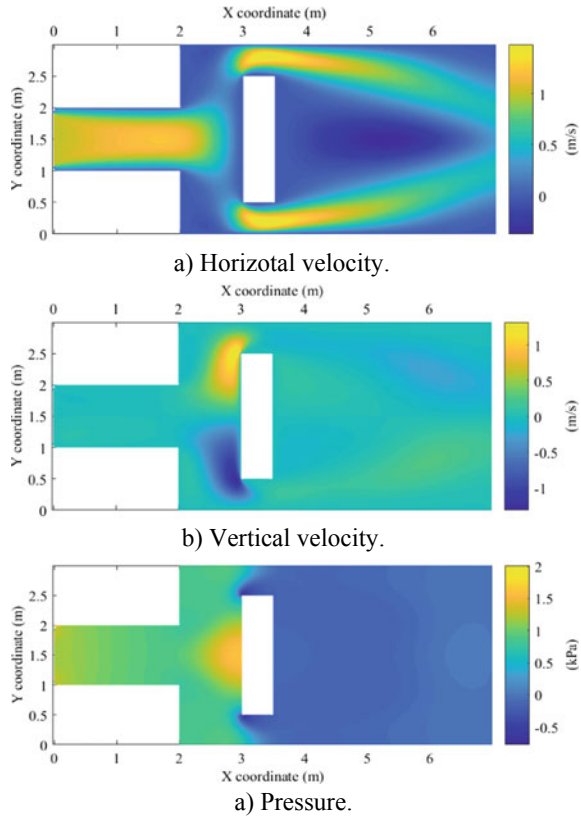 X coordinate (m)
0 1 2 3 4 5 6
Y coordinate (m)
2.5
2
1.5
1
0.5
0
1
0.5
0
(m/s)
a) Horizotal velocity.
X coordinate (m)
0 1 2 3 4 5 6
Y coordinate (m)
2.5
2
1.5
1
0.5
0
1
0.5
0
-0.5
-1
(m/s)
b) Vertical velocity.
Y coordinate (m)
2.5
2
1.5
1
0.5
0
0 1 2 3 4 5 6
X coordinate (m)
2
1.5
1
0.5
0
-0.5
(kPa)
a) Pressure.